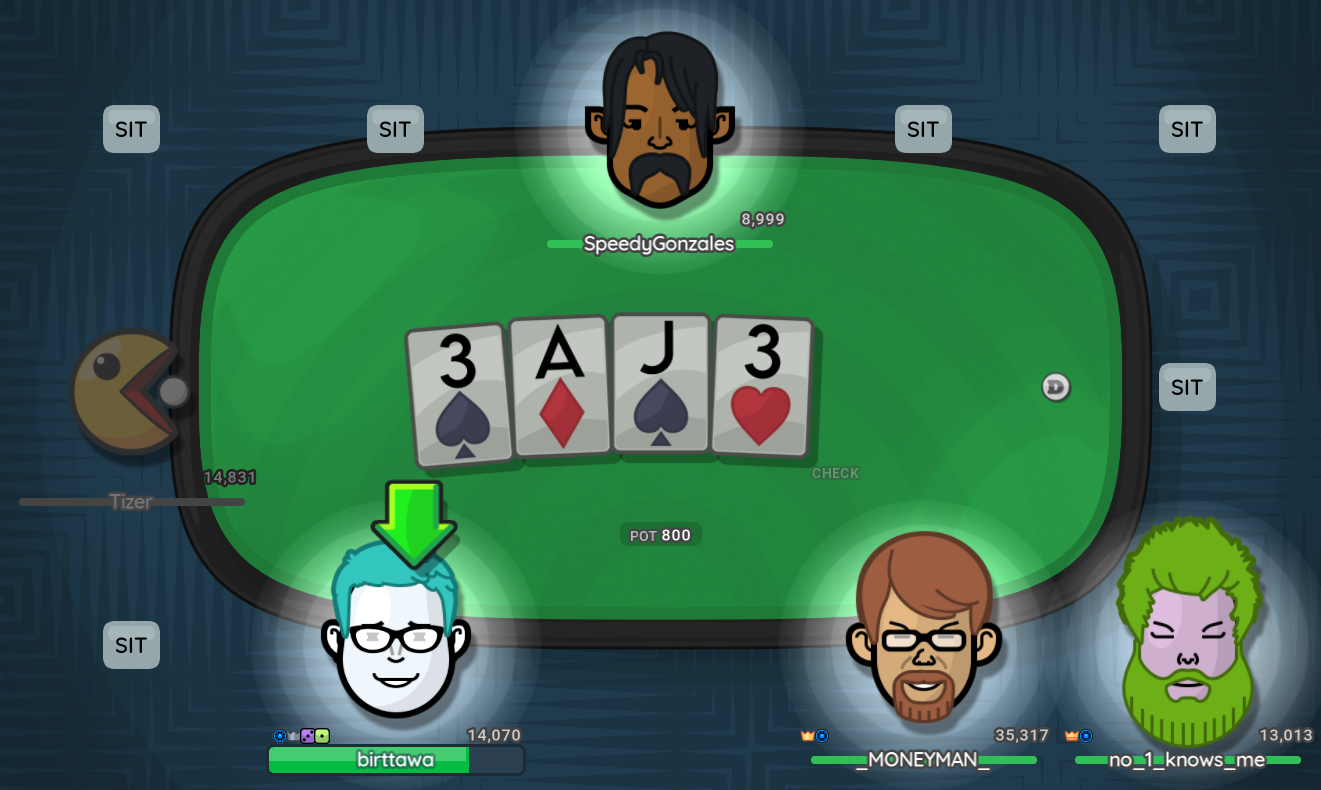 SIT
SIT
SIT
SIT
8,999
SpeedyGonzales
3 A J 3
D
SIT
14,831
Tizer
CHECK
POT 800
SIT
14,070
birttawa
35,317
_MONEYMAN_
13,013
no_1_knows_me